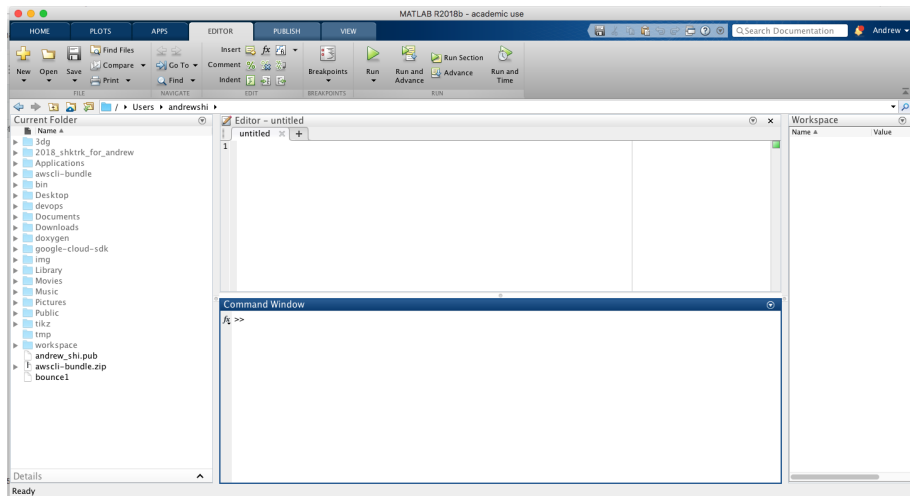 MATLAB R2018b - academic use
HOME PLOTS APPS EDITOR PUBLISH VIEW Search Documentation Andrew
New Open Save Find Files Compare Print Go To Find Insert Comment Indent fx Breakpoints Run Run and Advance Run Section Advance Run and Time
FILE NAVIGATE EDIT BREAKPOINTS RUN
/ Users andrewshi
Current Folder
Name
3dg
2018_shktrk_for_andrew
Applications
awscli-bundle
bin
Desktop
devops
Documents
Downloads
doxygen
google-cloud-sdk
img
Library
Movies
Music
Pictures
Public
tikz
tmp
workspace
andrew_shi.pub
awscli-bundle.zip
bounce1
Details
Editor - untitled
untitled +
1
Command Window
fx >>
Workspace
Name Value
Ready